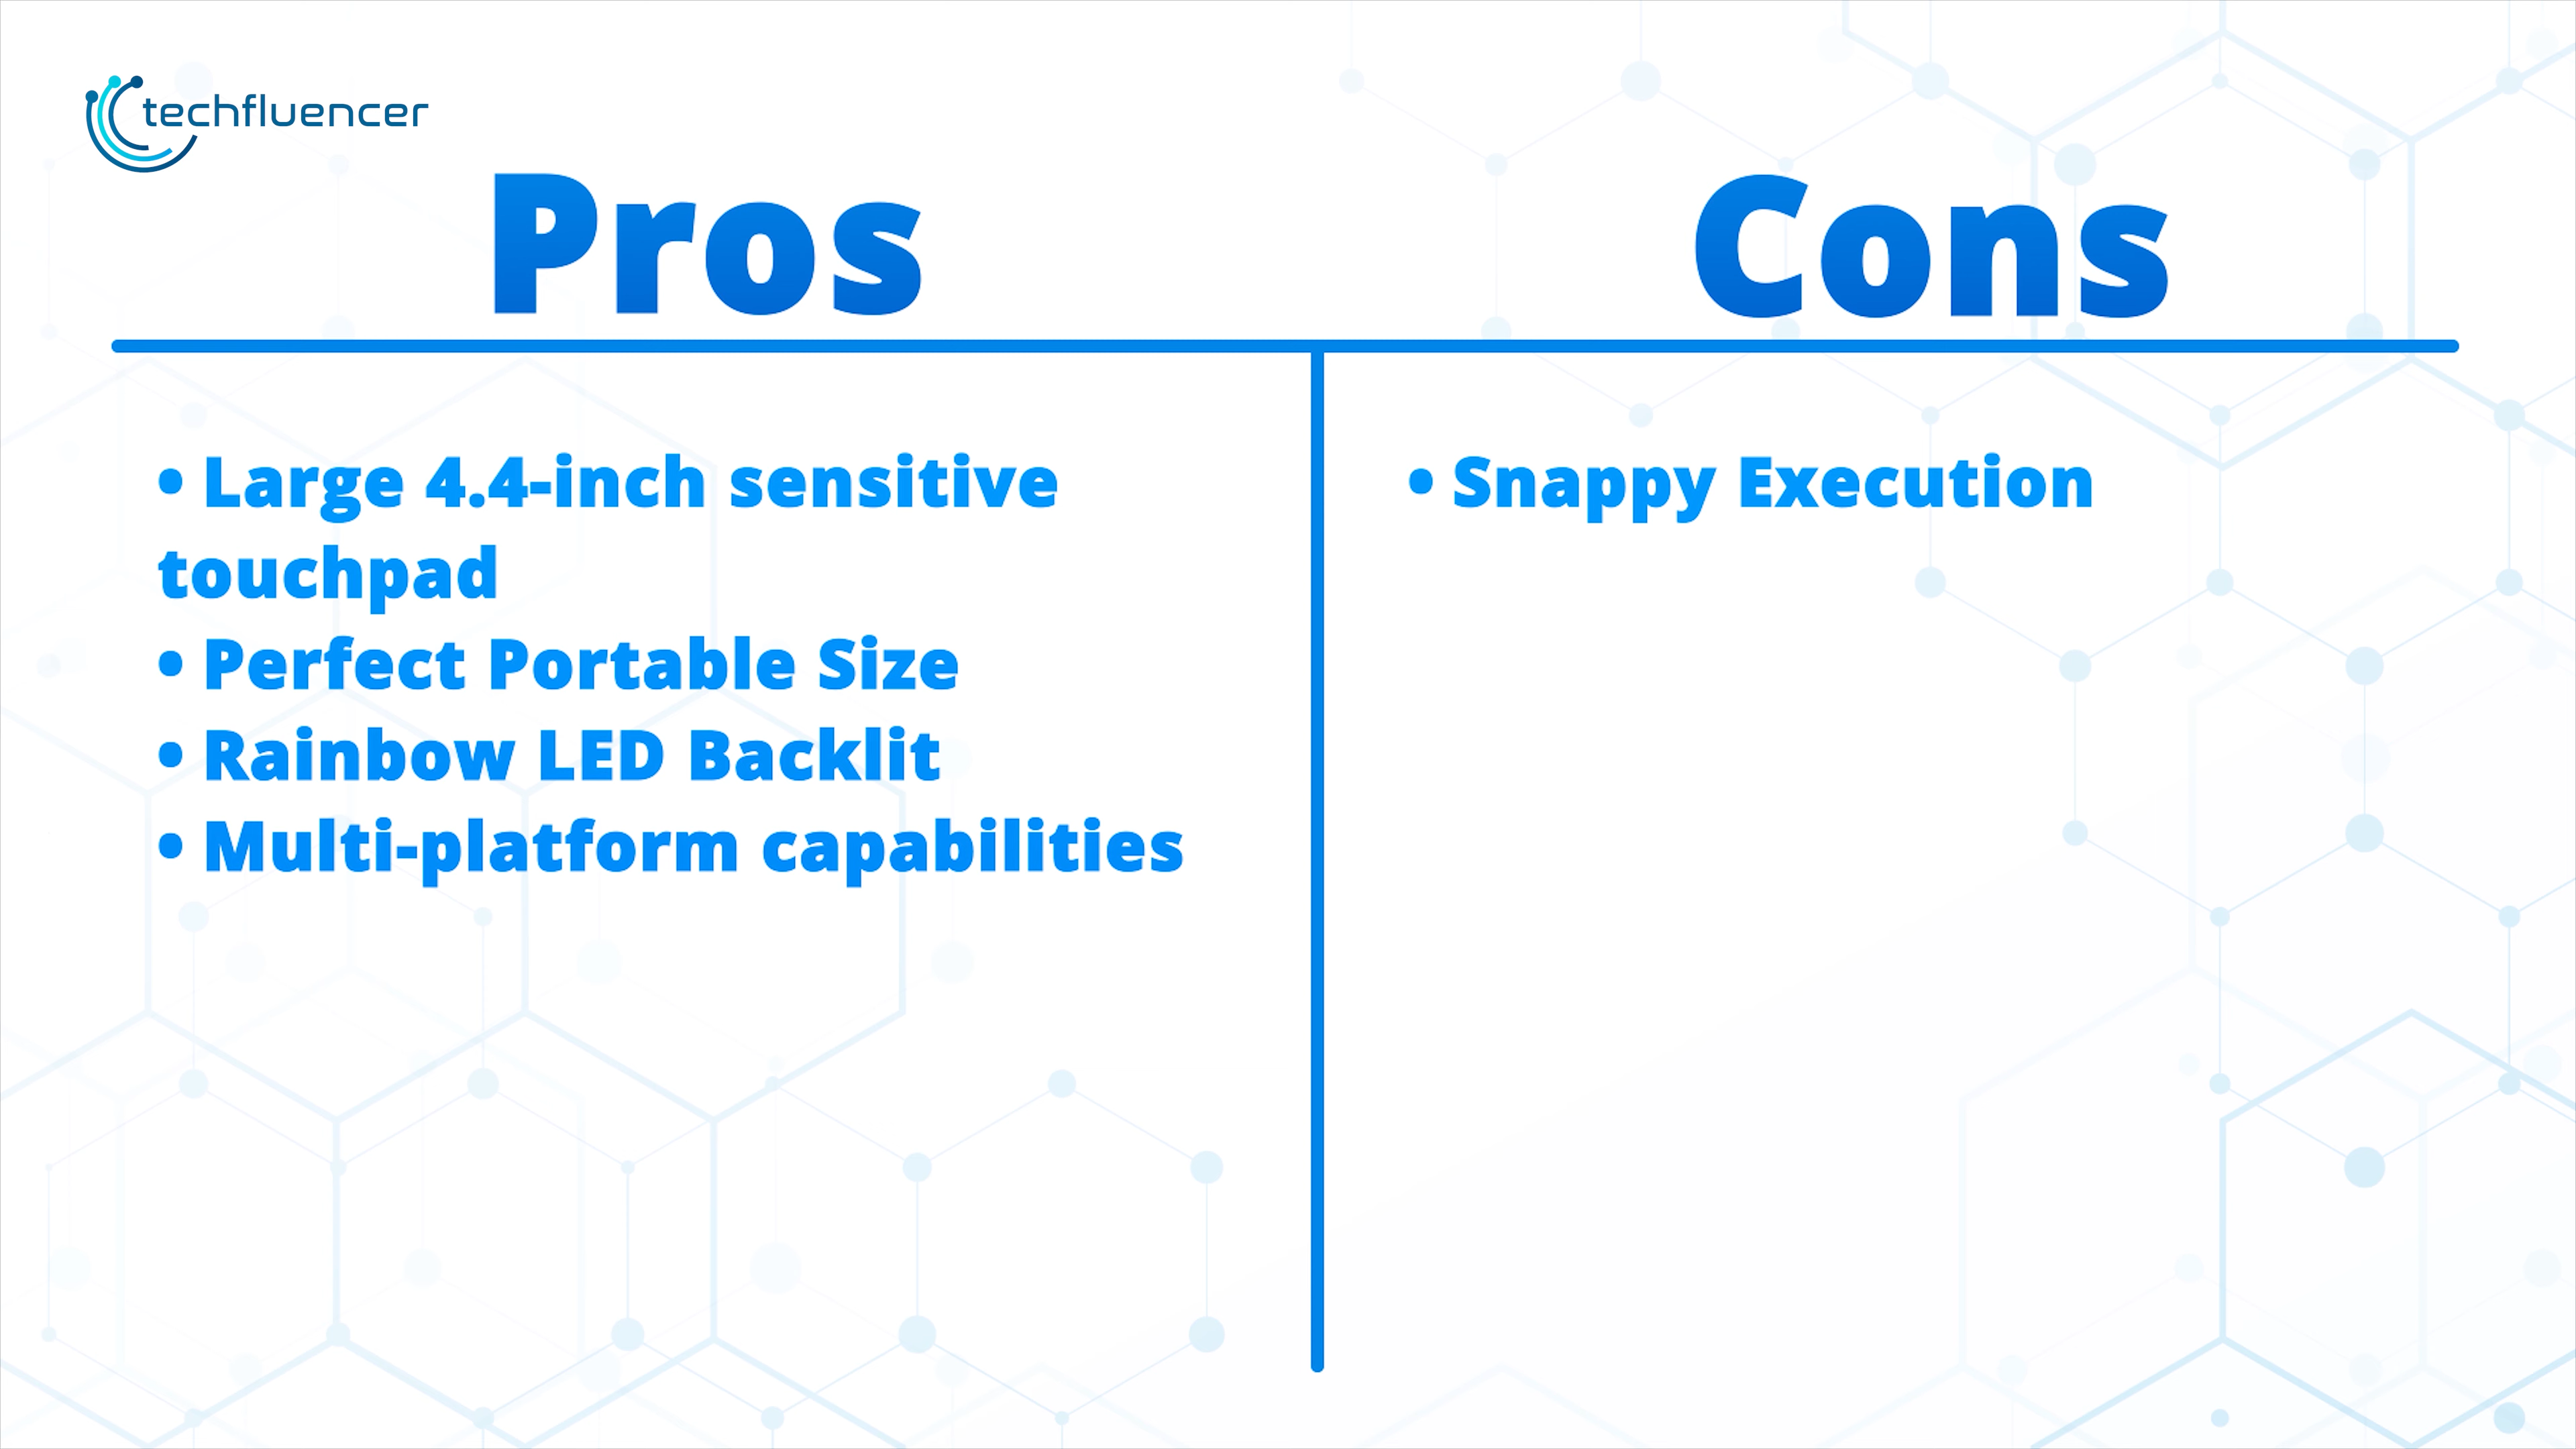 techfluencer
Pros
Cons
• Large 4.4-inch sensitive
touchpad
• Perfect Portable Size
• Rainbow LED Backlit
• Multi-platform capabilities
• Snappy Execution